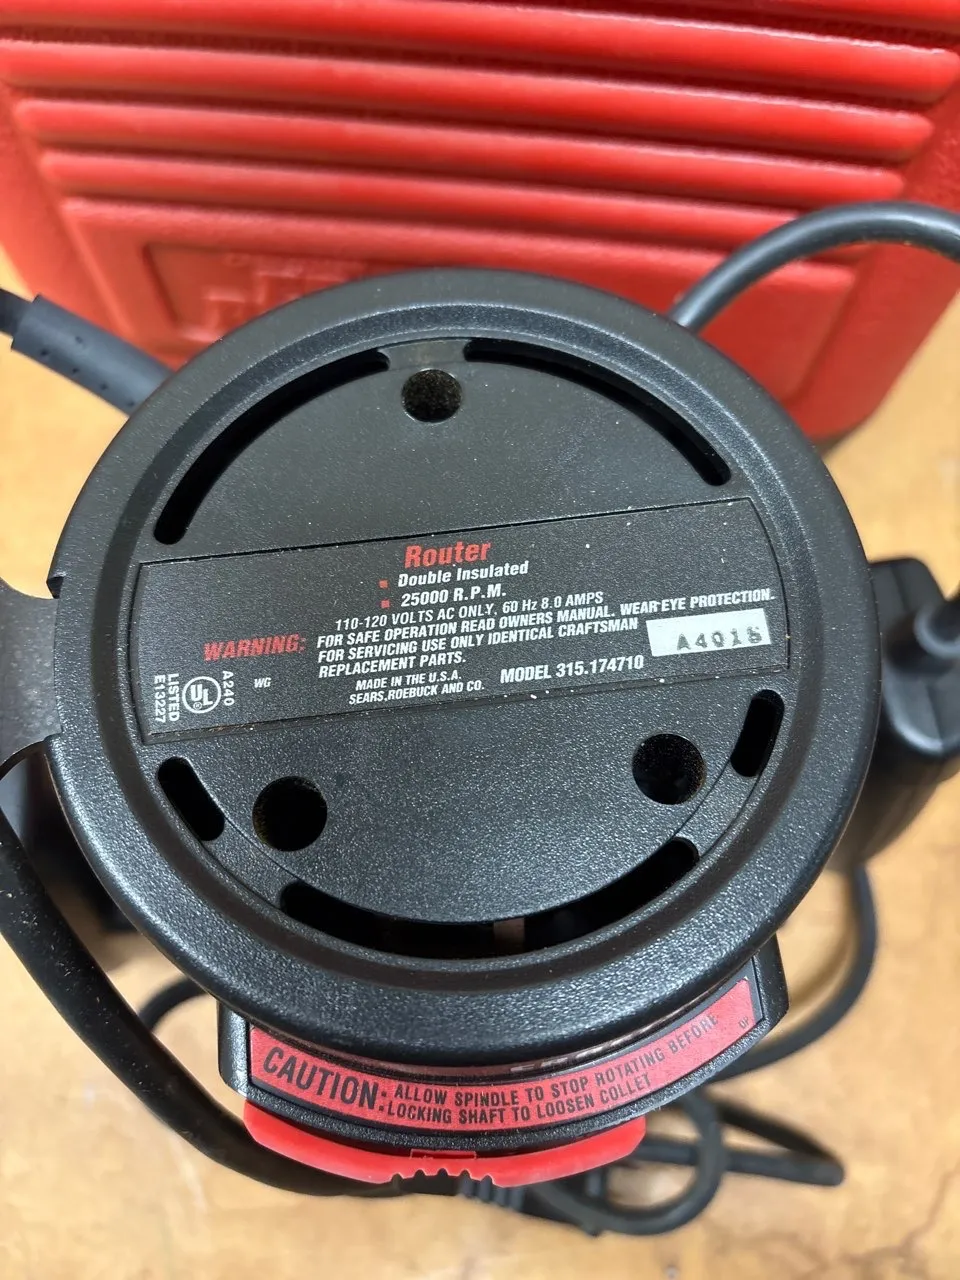 Router
▪ Double Insulated
▪ 25000 R.P.M.
110-120 VOLTS AC ONLY, 60 Hz 8.0 AMPS
WARNING: FOR SAFE OPERATION READ OWNERS MANUAL. WEAR EYE PROTECTION.
FOR SERVICING USE ONLY IDENTICAL CRAFTSMAN
REPLACEMENT PARTS.
MADE IN THE U.S.A.
SEARS, ROEBUCK AND CO.
MODEL 315.174710
A4918
WG
LISTED
E13227
UL
®
A240
CAUTION: ▪ ALLOW SPINDLE TO STOP ROTATING BEFORE
▪ LOCKING SHAFT TO LOOSEN COLLET